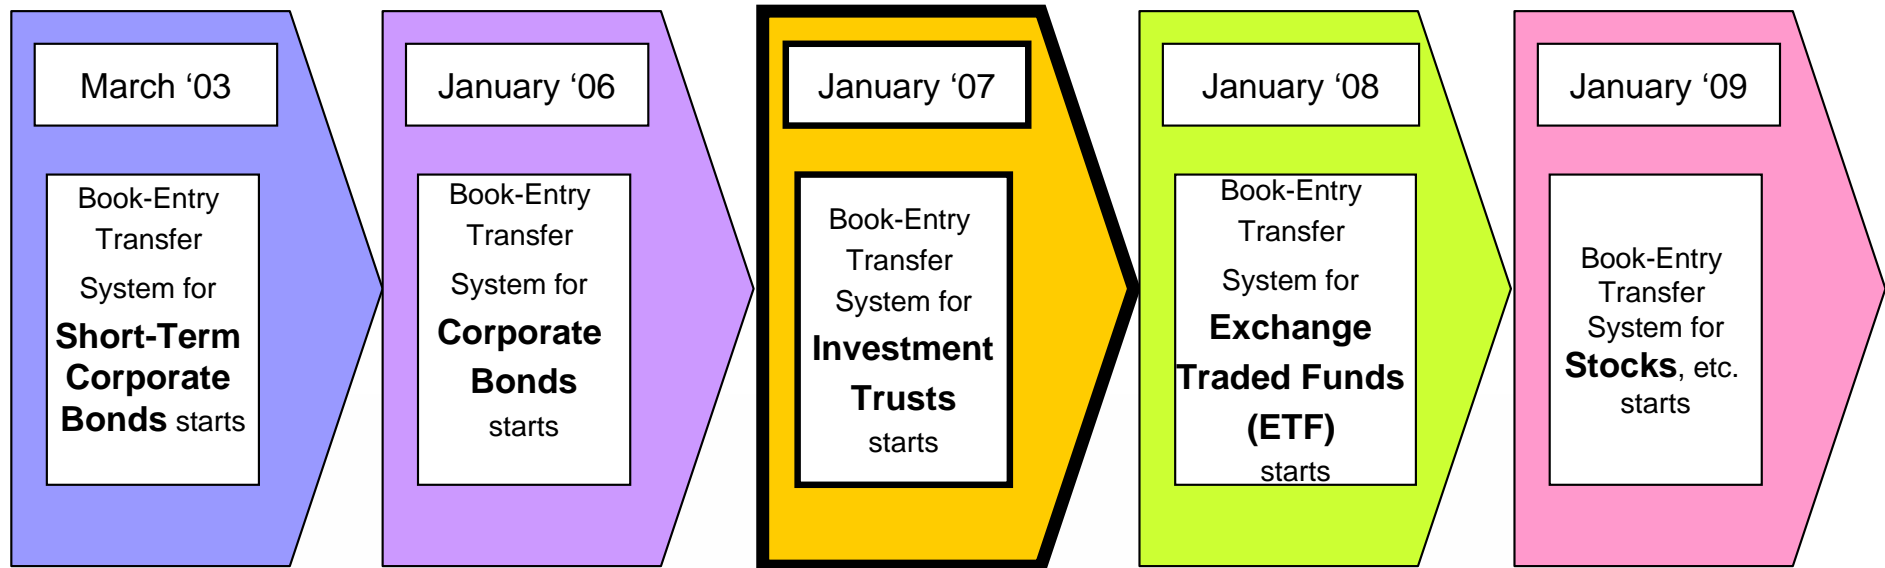 March ‘03
Book-Entry
Transfer
System for
Short-Term
Corporate
Bonds starts
January ‘06
Book-Entry
Transfer
System for
Corporate
Bonds
starts
January ‘07
Book-Entry
Transfer
System for
Investment
Trusts
starts
January ‘08
Book-Entry
Transfer
System for
Exchange
Traded Funds
(ETF)
starts
January ‘09
Book-Entry
Transfer
System for
Stocks, etc.
starts